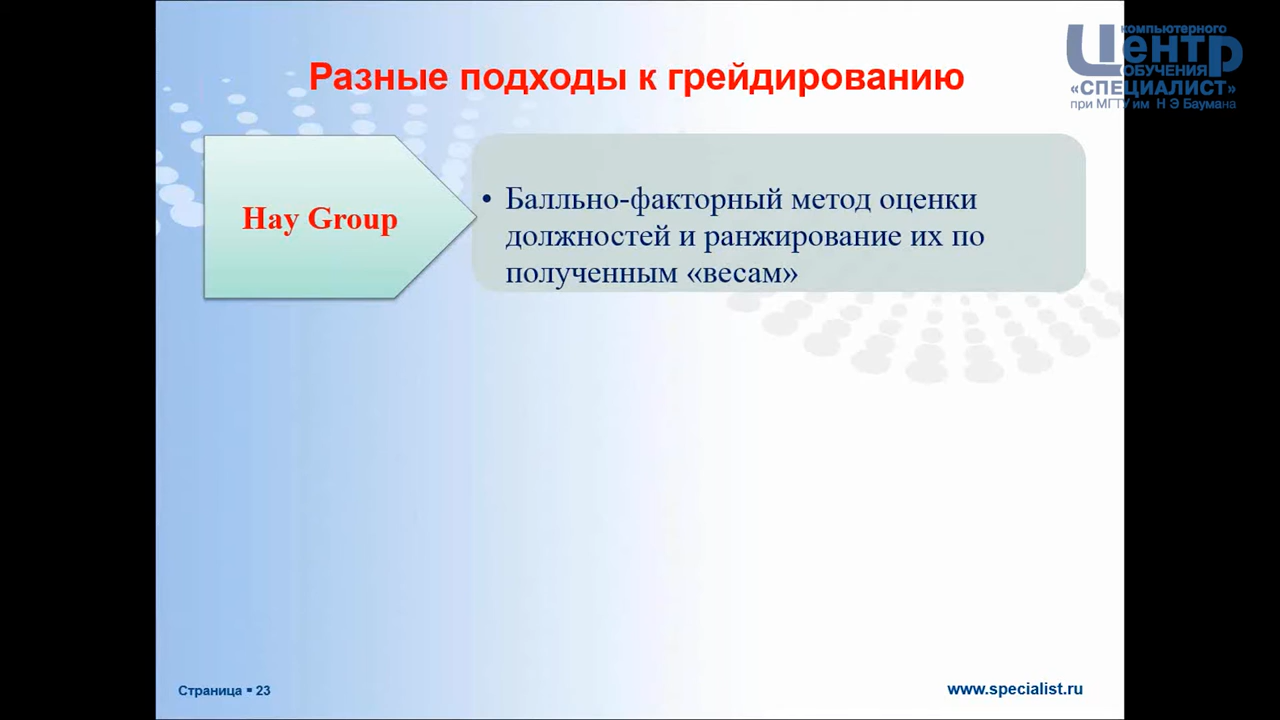 Разные подходы к грейдированию
компьютерного
Центр
ОБУЧЕНИЯ
«СПЕЦИАЛИСТ»
при МГТУ им Н Э Баумана
Hay Group
• Балльно-факторный метод оценки
должностей и ранжирование их по
полученным «весам»
Страница ▪ 23
www.specialist.ru